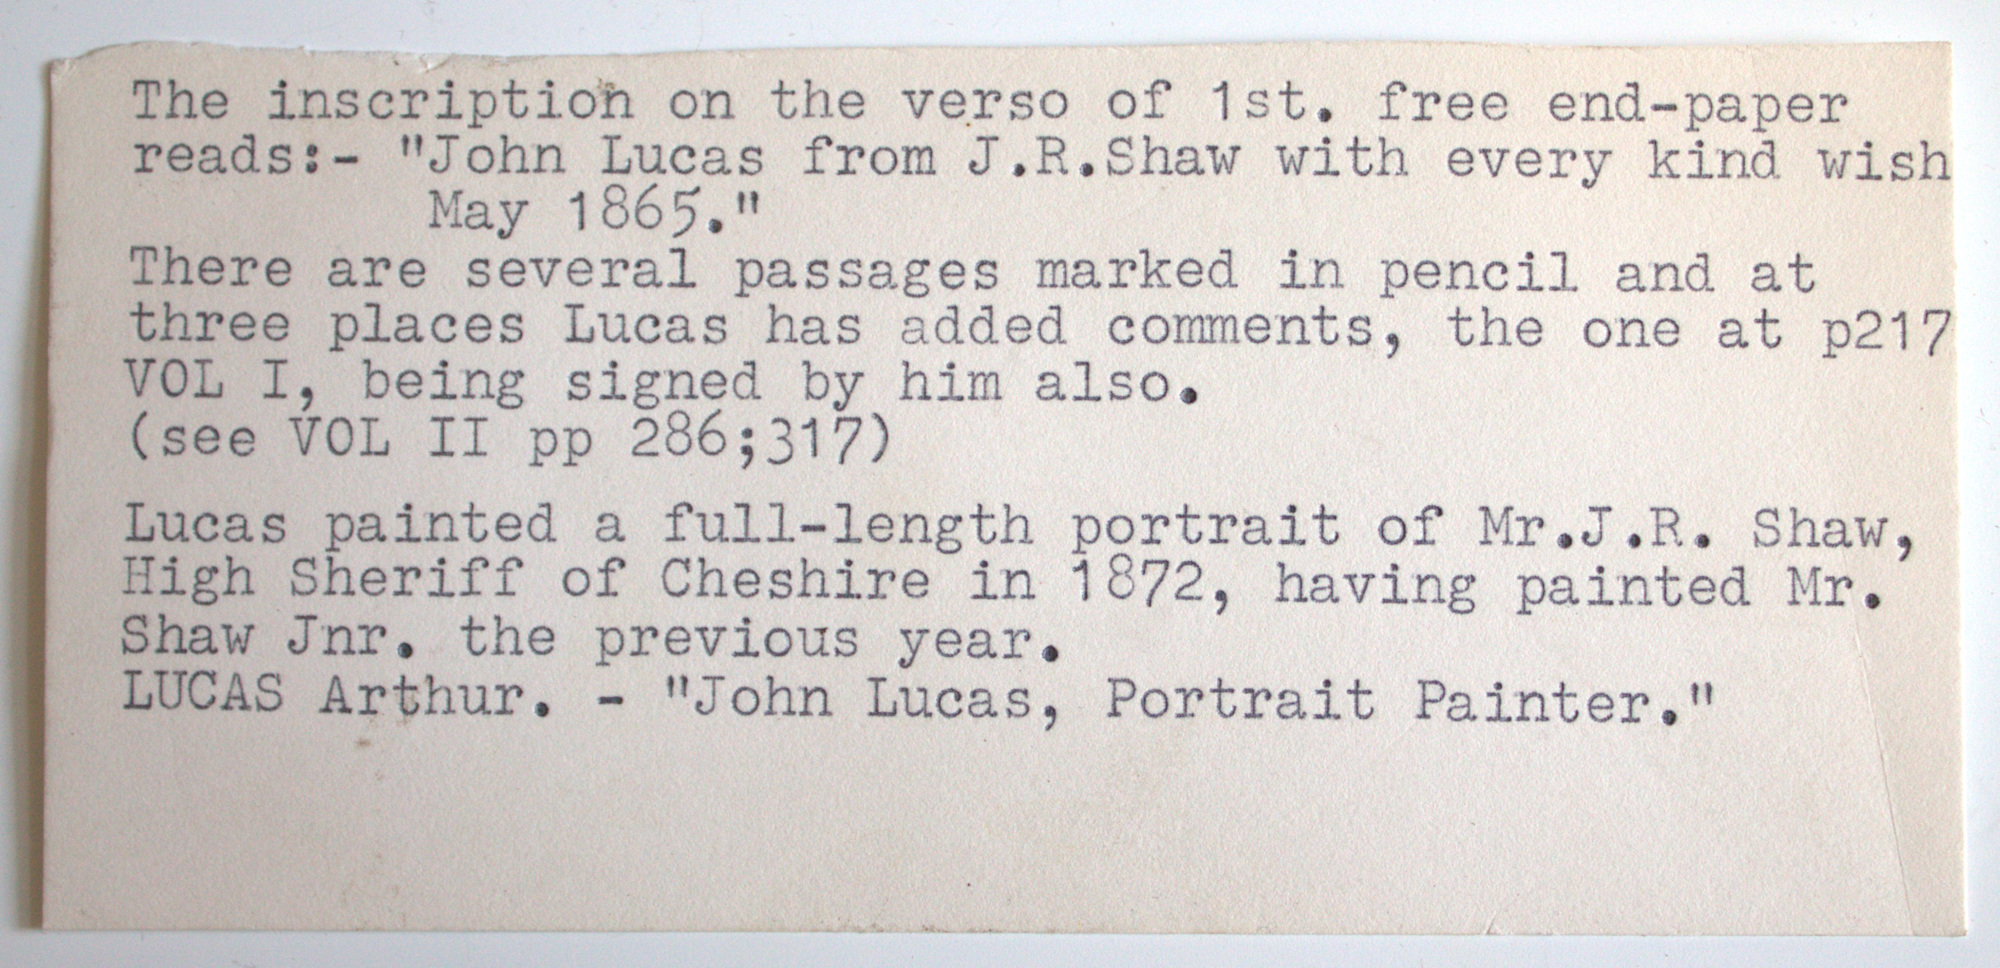 The inscription on the verso of 1st. free end-paper
reads:- "John Lucas from J.R.Shaw with every kind wish
May 1865."
There are several passages marked in pencil and at
three places Lucas has added comments, the one at p217
VOL I, being signed by him also.
(see VOL II pp 286;317)
Lucas painted a full-length portrait of Mr.J.R. Shaw,
High Sheriff of Cheshire in 1872, having painted Mr.
Shaw Jnr. the previous year.
LUCAS Arthur. - "John Lucas, Portrait Painter."